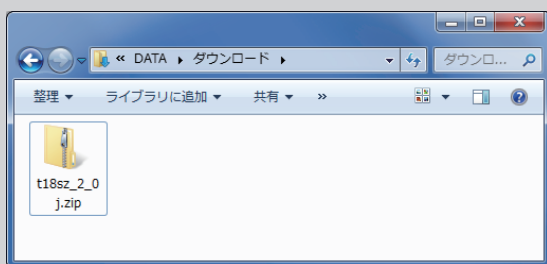 « DATA ▸ ダウンロード ▸ ダウンロ...
整理 ▼ ライブラリに追加 ▼ 共有 ▼ »
t18sz_2_0
j.zip